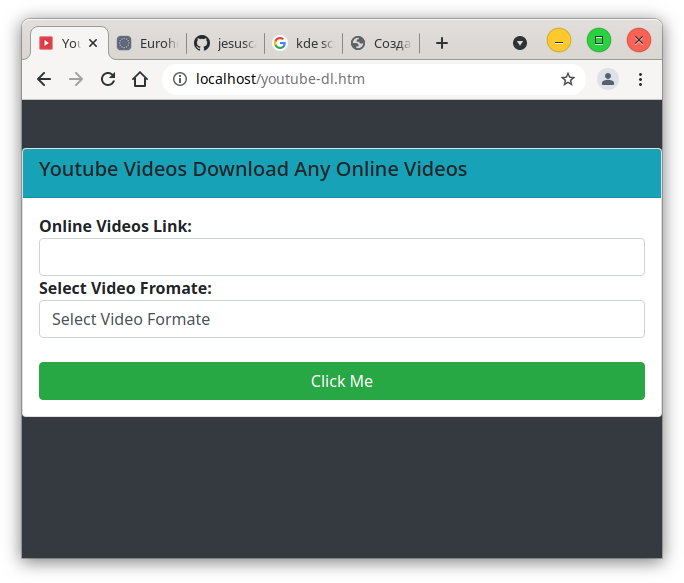 You
Euroh
jesusc
kde sc
Созда
localhost/youtube-dl.htm
Youtube Videos Download Any Online Videos
Online Videos Link:
Select Video Fromate:
Select Video Formate
Click Me